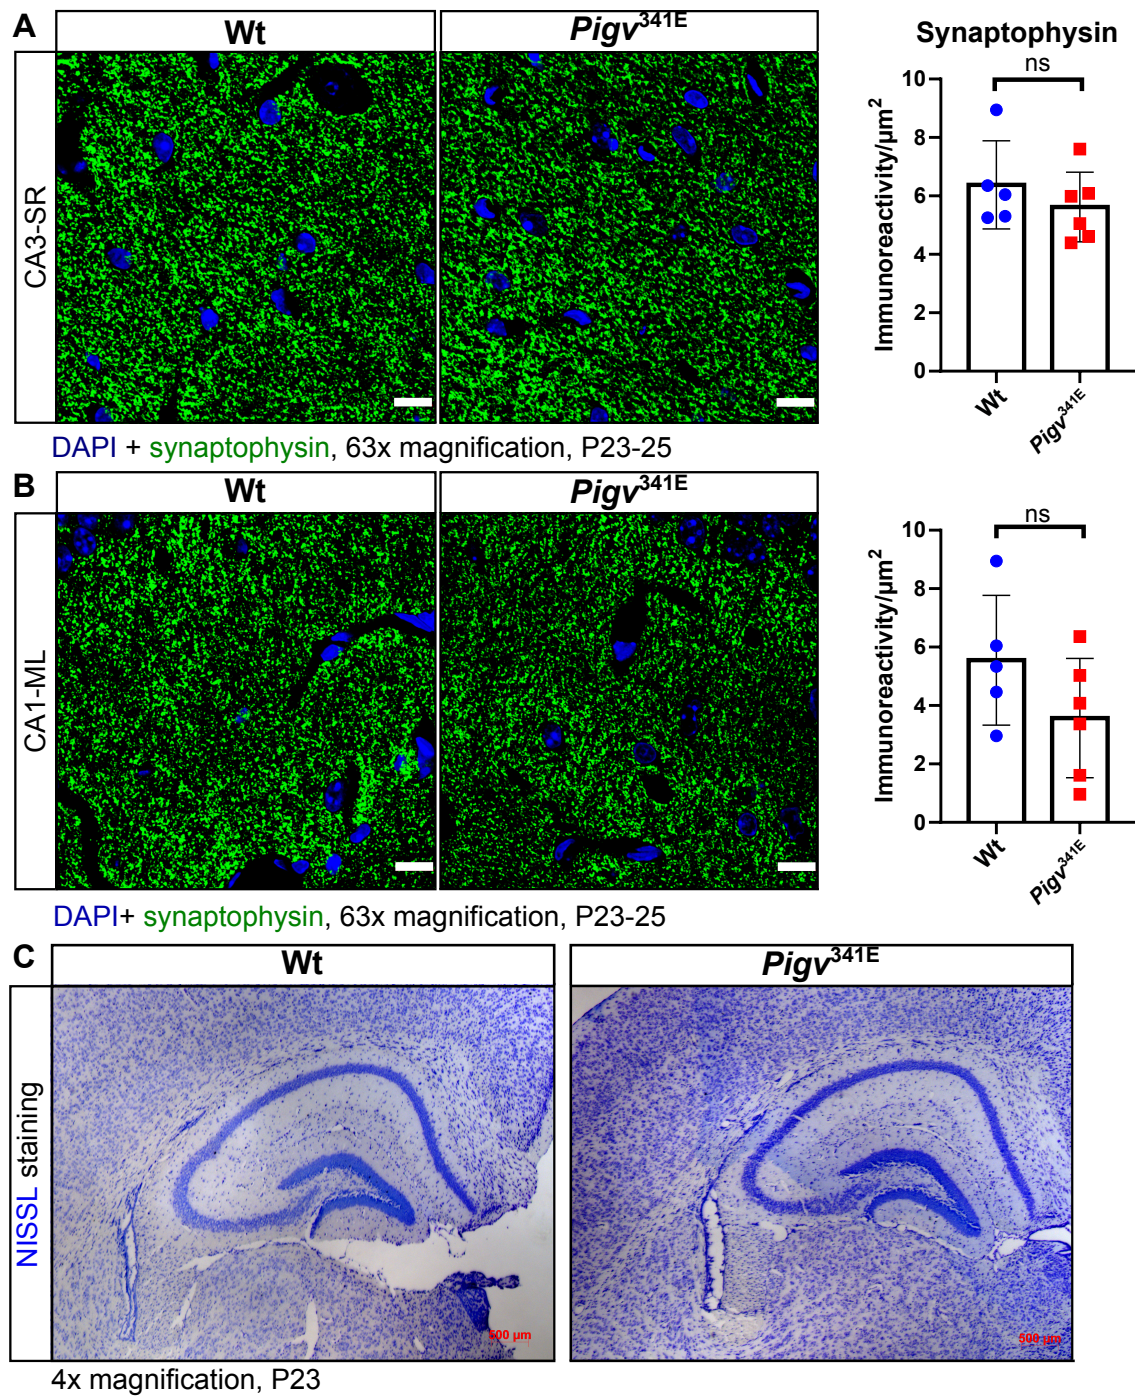 A
Wt
Pigv341E
CA3-SR
DAPI + synaptophysin, 63x magnification, P23-25
Synaptophysin
ns
Immunoreactivity/µm2
10
8
6
4
2
0
Wt
Pigv341E
B
Wt
Pigv341E
CA1-ML
DAPI+ synaptophysin, 63x magnification, P23-25
ns
Immunoreactivity/µm2
10
8
6
4
2
0
Wt
Pigv341E
C
Wt
Pigv341E
NISSL staining
500 µm
500 µm
4x magnification, P23